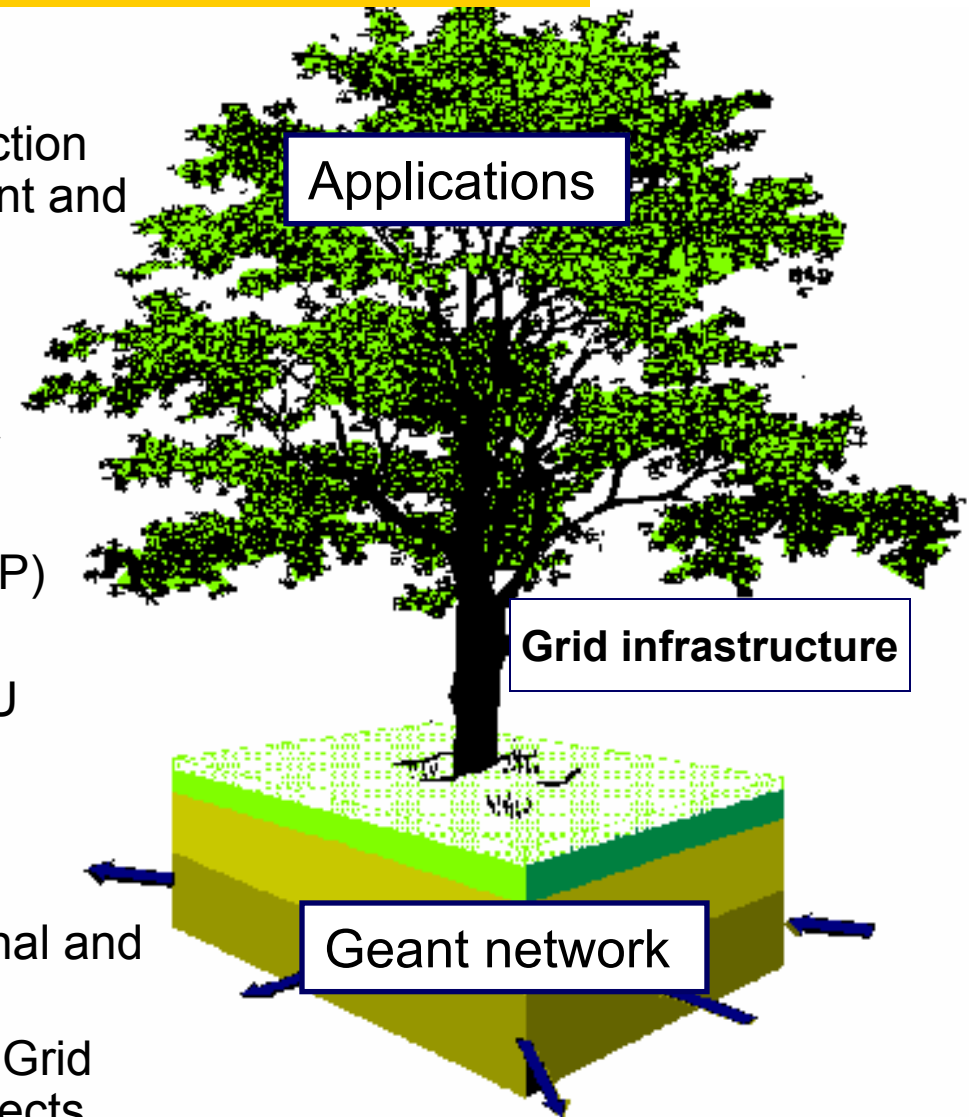 ction
Applications
nt and
P)
Grid infrastructure
U
nal and
Geant network
Grid
ects